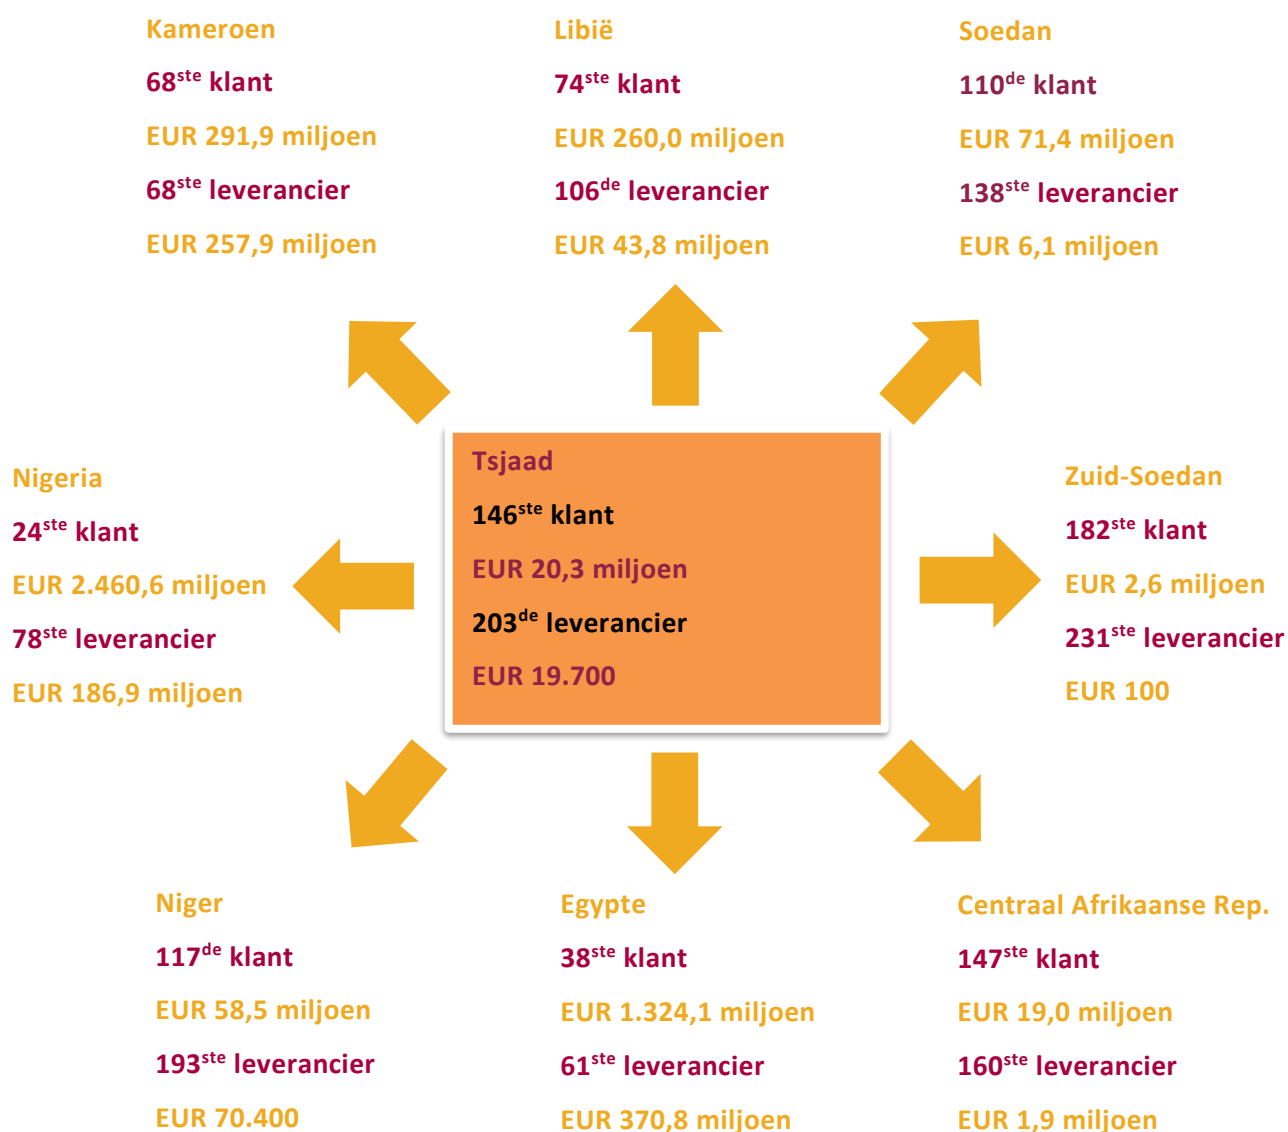 Kameroen
68ste klant
EUR 291,9 miljoen
68ste leverancier
EUR 257,9 miljoen
Libië
74ste klant
EUR 260,0 miljoen
106de leverancier
EUR 43,8 miljoen
Soedan
110de klant
EUR 71,4 miljoen
138ste leverancier
EUR 6,1 miljoen
Nigeria
24ste klant
EUR 2.460,6 miljoen
78ste leverancier
EUR 186,9 miljoen
Tsjaad
146ste klant
EUR 20,3 miljoen
203de leverancier
EUR 19.700
Zuid-Soedan
182ste klant
EUR 2,6 miljoen
231ste leverancier
EUR 100
Niger
117de klant
EUR 58,5 miljoen
193ste leverancier
EUR 70.400
Egypte
38ste klant
EUR 1.324,1 miljoen
61ste leverancier
EUR 370,8 miljoen
Centraal Afrikaanse Rep.
147ste klant
EUR 19,0 miljoen
160ste leverancier
EUR 1,9 miljoen